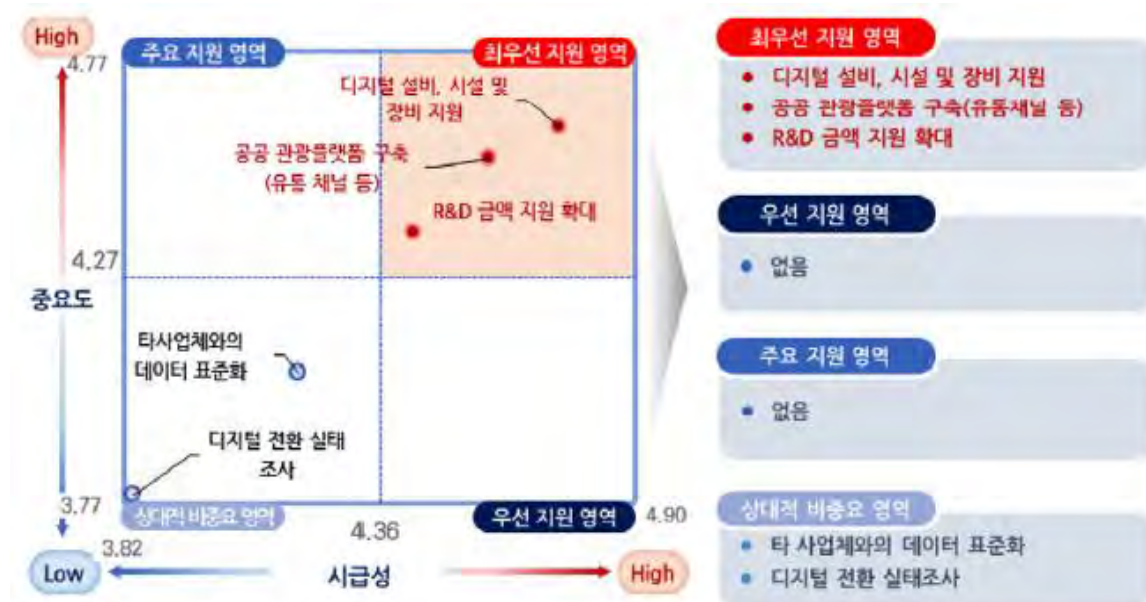 High
4.77
주요 지원 영역
최우선 지원 영역
디지털 설비, 시설 및
장비 지원
공공 관광플랫폼 구축
(유통 채널 등)
R&D 금액 지원 확대
4.27
중요도
타사업체와의
데이터 표준화
디지털 전환 실태
조사
3.77
상대적 비중요 영역
우선 지원 영역
4.90
3.82
4.36
Low
시급성
High
최우선 지원 영역
• 디지털 설비, 시설 및 장비 지원
• 공공 관광플랫폼 구축(유통채널 등)
• R&D 금액 지원 확대
우선 지원 영역
• 없음
주요 지원 영역
• 없음
상대적 비중요 영역
• 타 사업체와의 데이터 표준화
• 디지털 전환 실태조사